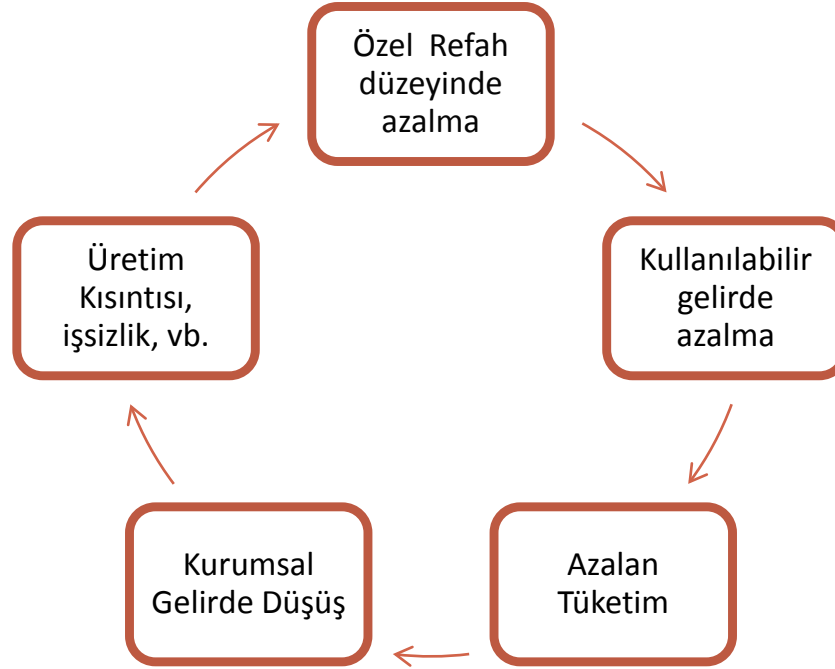 Özel Refah
düzeyinde
azalma
Kullanılabilir
gelirde
azalma
Azalan
Tüketim
Kurumsal
Gelirde Düşüş
Üretim
Kısıntısı,
işsizlik, vb.